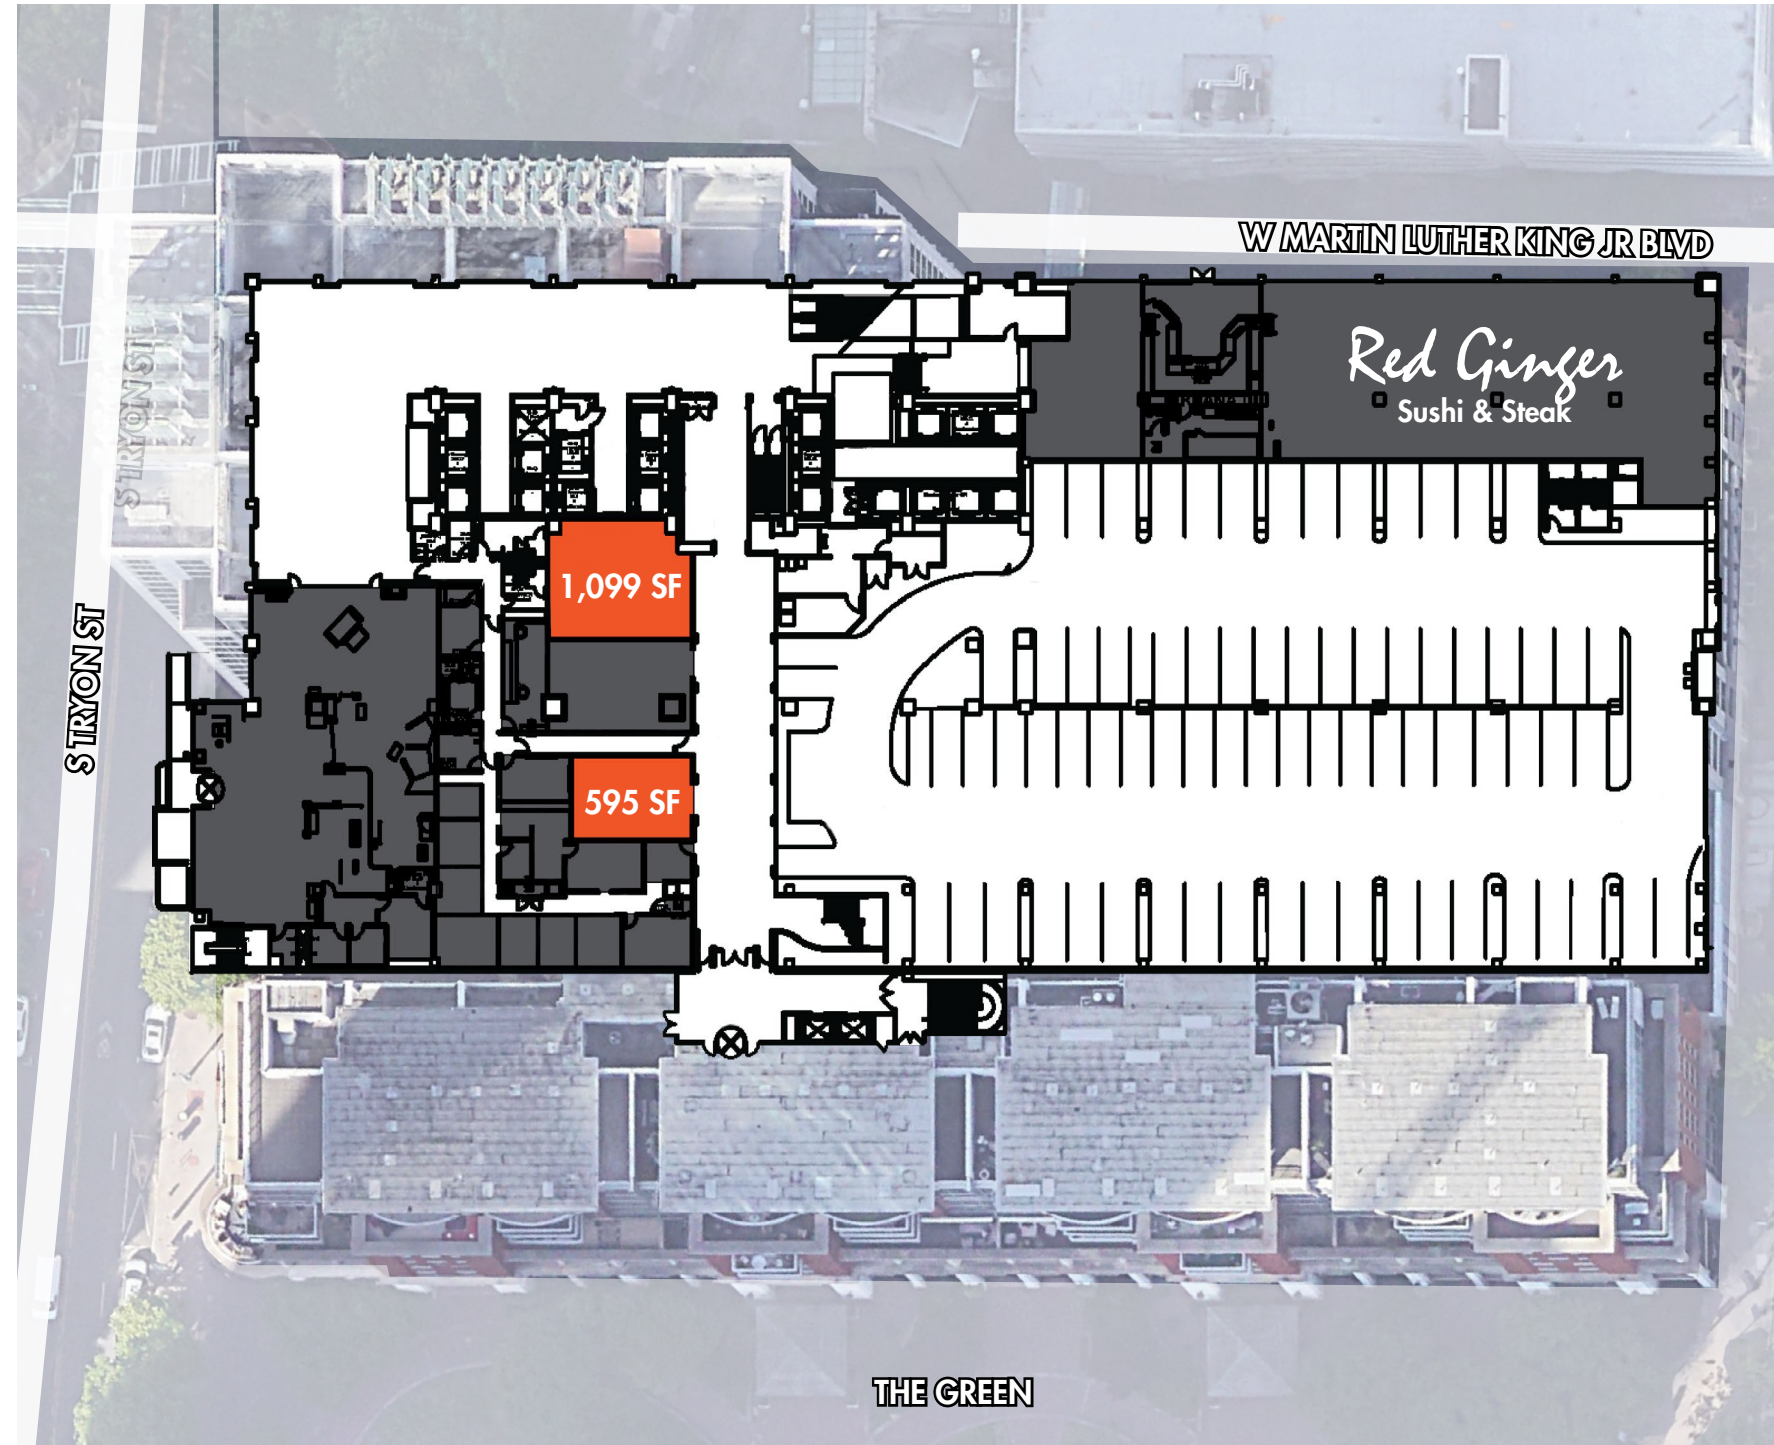 W MARTIN LUTHER KING JR BLVD
Red Ginger
Sushi & Steak
S TRYON ST
1,099 SF
S TRYON ST
595 SF
THE GREEN